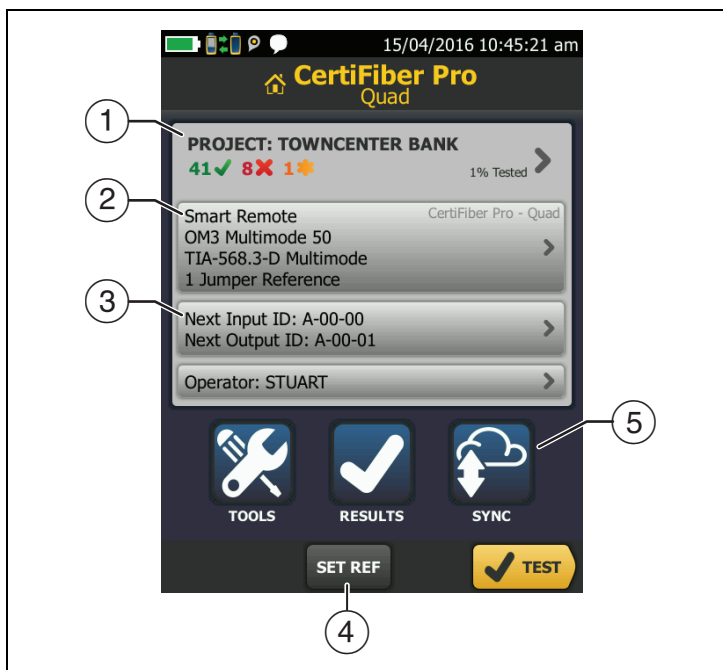 15/04/2016 10:45:21 am
CertiFiber Pro
Quad
1
PROJECT: TOWNCENTER BANK
41 8 1
1% Tested
2
Smart Remote
CertiFiber Pro - Quad
OM3 Multimode 50
TIA-568.3-D Multimode
1 Jumper Reference
3
Next Input ID: A-00-00
Next Output ID: A-00-01
Operator: STUART
5
TOOLS
RESULTS
SYNC
SET REF
TEST
4